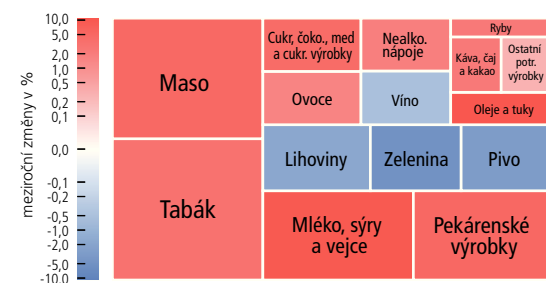 meziroční změny v %
10,0
5,0
2,0
1,0
0,5
0,2
0,1
0,0
-0,1
-0,2
-0,5
-1,0
-2,0
-5,0
-10,0
Maso
Tabák
Cukr, čoko., med
a cukr. výrobky
Nealko.
nápoje
Ryby
Káva, čaj
a kakao
Ostatní
potr.
výrobky
Ovoce
Víno
Oleje a tuky
Lihoviny
Zelenina
Pivo
Mléko, sýry
a vejce
Pekárenské
výrobky